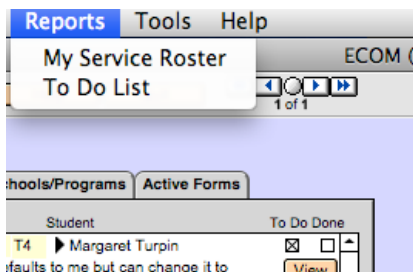 Reports Tools Help
My Service Roster
ECOM (
To Do List
1 of 1
hools/Programs Active Forms
Student To Do Done
T4 Margaret Turpin
efaults to me but can change it to View